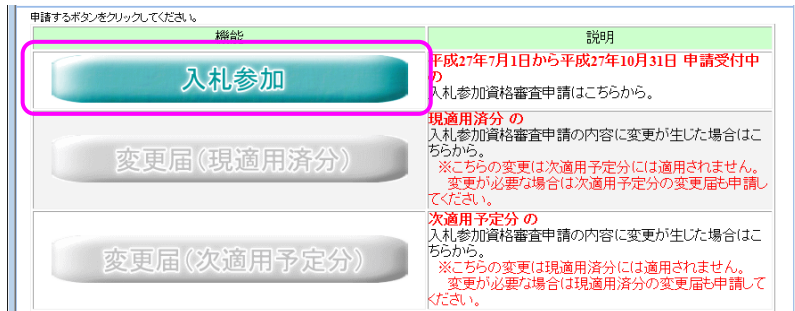 申請するボタンをクリックしてください。
機能
説明
入札参加
平成27年7月1日から平成27年10月31日 申請受付中
の
入札参加資格審査申請はこちらから。
変更届(現適用済分)
現適用済分 の
入札参加資格審査申請の内容に変更が生じた場合はこ
ちらから。
※こちらの変更は次適用予定分には適用されません。
変更が必要な場合は次適用予定分の変更届も申請し
てください。
変更届(次適用予定分)
次適用予定分 の
入札参加資格審査申請の内容に変更が生じた場合はこ
ちらから。
※こちらの変更は現適用済分には適用されません。
変更が必要な場合は現適用済分の変更届も申請して
ください。